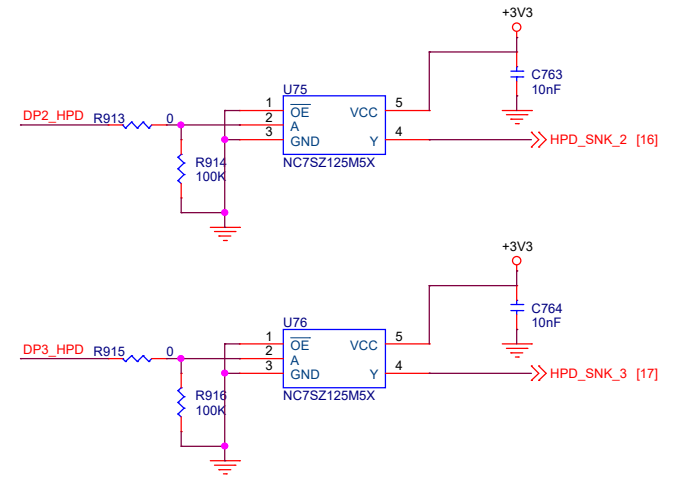 +3V3
C763
10nF
U75
1 OE VCC 5
DP2_HPD R913 0 2 A
3 GND Y 4 HPD_SNK_2 [16]
R914
100K
NC7SZ125M5X
+3V3
C764
10nF
U76
1 OE VCC 5
DP3_HPD R915 0 2 A
3 GND Y 4 HPD_SNK_3 [17]
R916
100K
NC7SZ125M5X